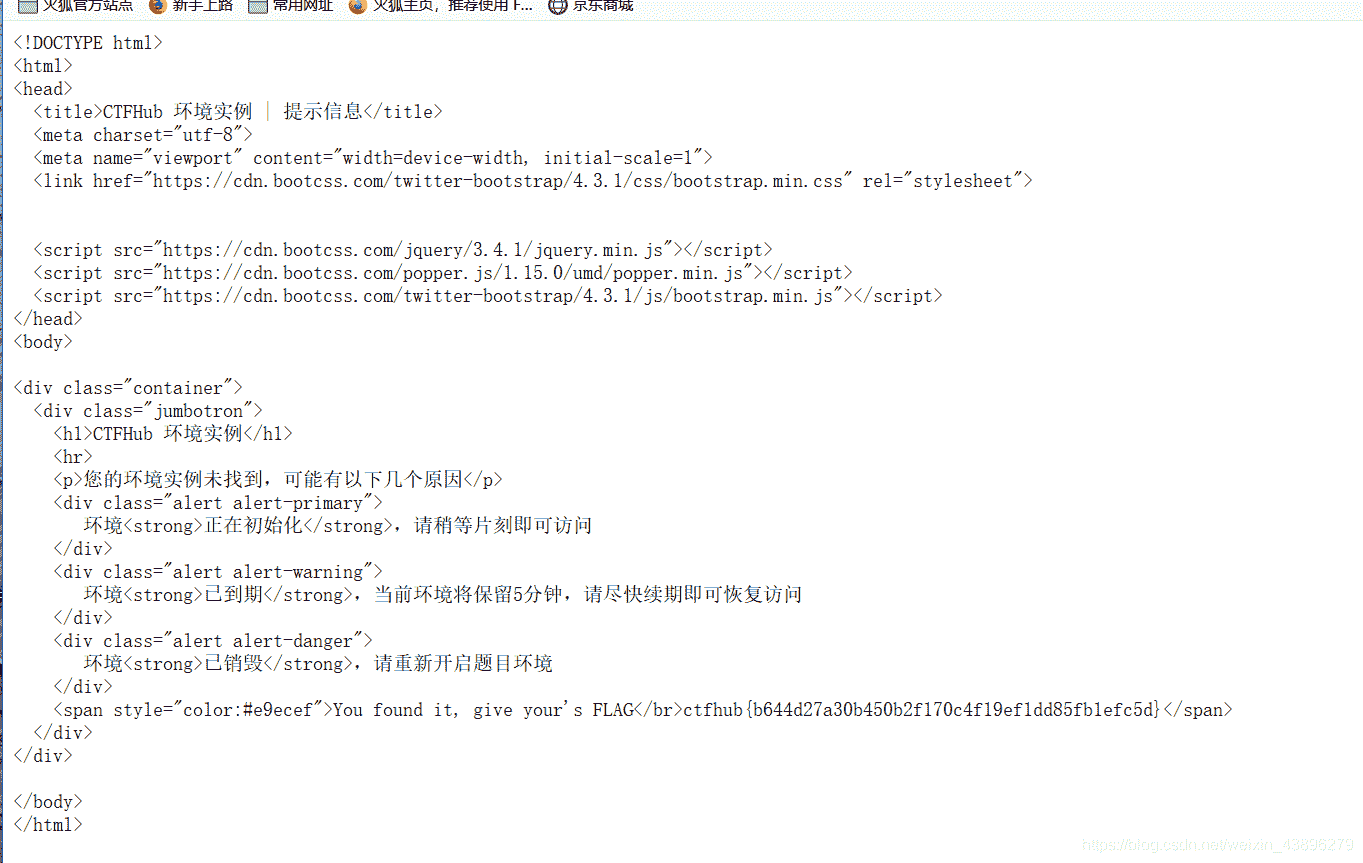 火狐官方站点 新手上路 常用网址 火狐主页，推荐使用 F... 京东商城
<!DOCTYPE html>
<html>
<head>
<title>CTFHub 环境实例 | 提示信息</title>
<meta charset="utf-8">
<meta name="viewport" content="width=device-width, initial-scale=1">
<link href="https://cdn.bootcss.com/twitter-bootstrap/4.3.1/css/bootstrap.min.css" rel="stylesheet">
<script src="https://cdn.bootcss.com/jquery/3.4.1/jquery.min.js"></script>
<script src="https://cdn.bootcss.com/popper.js/1.15.0/umd/popper.min.js"></script>
<script src="https://cdn.bootcss.com/twitter-bootstrap/4.3.1/js/bootstrap.min.js"></script>
</head>
<body>
<div class="container">
<div class="jumbotron">
<h1>CTFHub 环境实例</h1>
<hr>
<p>您的环境实例未找到，可能有以下几个原因</p>
<div class="alert alert-primary">
环境<strong>正在初始化</strong>，请稍等片刻即可访问
</div>
<div class="alert alert-warning">
环境<strong>已到期</strong>，当前环境将保留5分钟，请尽快续期即可恢复访问
</div>
<div class="alert alert-danger">
环境<strong>已销毁</strong>，请重新开启题目环境
</div>
<span style="color:#e9ecef">You found it, give your's FLAG</br>ctfhub{b644d27a30b450b2f170c4f19ef1dd85fb1efc5d}</span>
</div>
</div>
</body>
</html>
https://blog.csdn.net/weixin_43896279